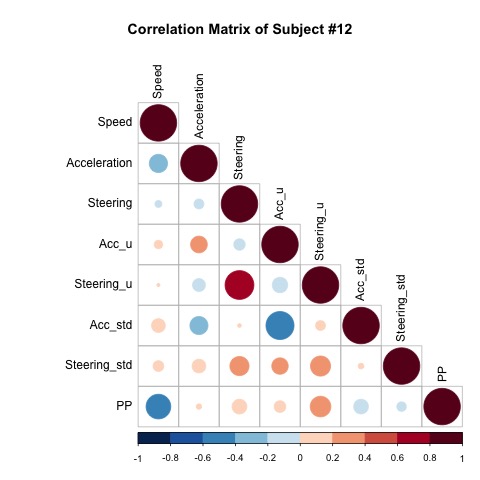 Correlation Matrix of Subject #12
Speed
Acceleration
Steering
Acc_u
Steering_u
Acc_std
Steering_std
PP
Speed
Acceleration
Steering
Acc_u
Steering_u
Acc_std
Steering_std
PP
-1 -0.8 -0.6 -0.4 -0.2 0 0.2 0.4 0.6 0.8 1